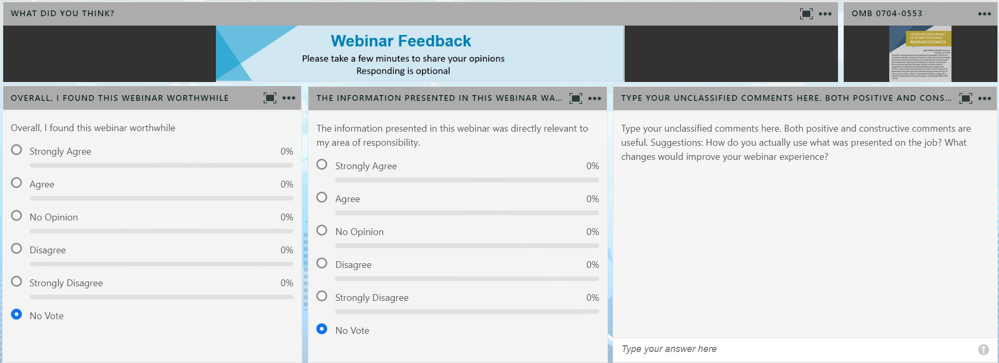 WHAT DID YOU THINK?
Webinar Feedback
Please take a few minutes to share your opinions
Responding is optional
OMB 0704-0553
CENTER FOR DEVELOPMENT
OF SECURITY EXCELLENCE
WEBINAR FEEDBACK
OVERALL, I FOUND THIS WEBINAR WORTHWHILE
Overall, I found this webinar worthwhile
Strongly Agree 0%
Agree 0%
No Opinion 0%
Disagree 0%
Strongly Disagree 0%
No Vote
THE INFORMATION PRESENTED IN THIS WEBINAR WA...
The information presented in this webinar was directly relevant to
my area of responsibility.
Strongly Agree 0%
Agree 0%
No Opinion 0%
Disagree 0%
Strongly Disagree 0%
No Vote
TYPE YOUR UNCLASSIFIED COMMENTS HERE. BOTH POSITIVE AND CONS...
Type your unclassified comments here. Both positive and constructive comments are
useful. Suggestions: How do you actually use what was presented on the job? What
changes would improve your webinar experience?
Type your answer here